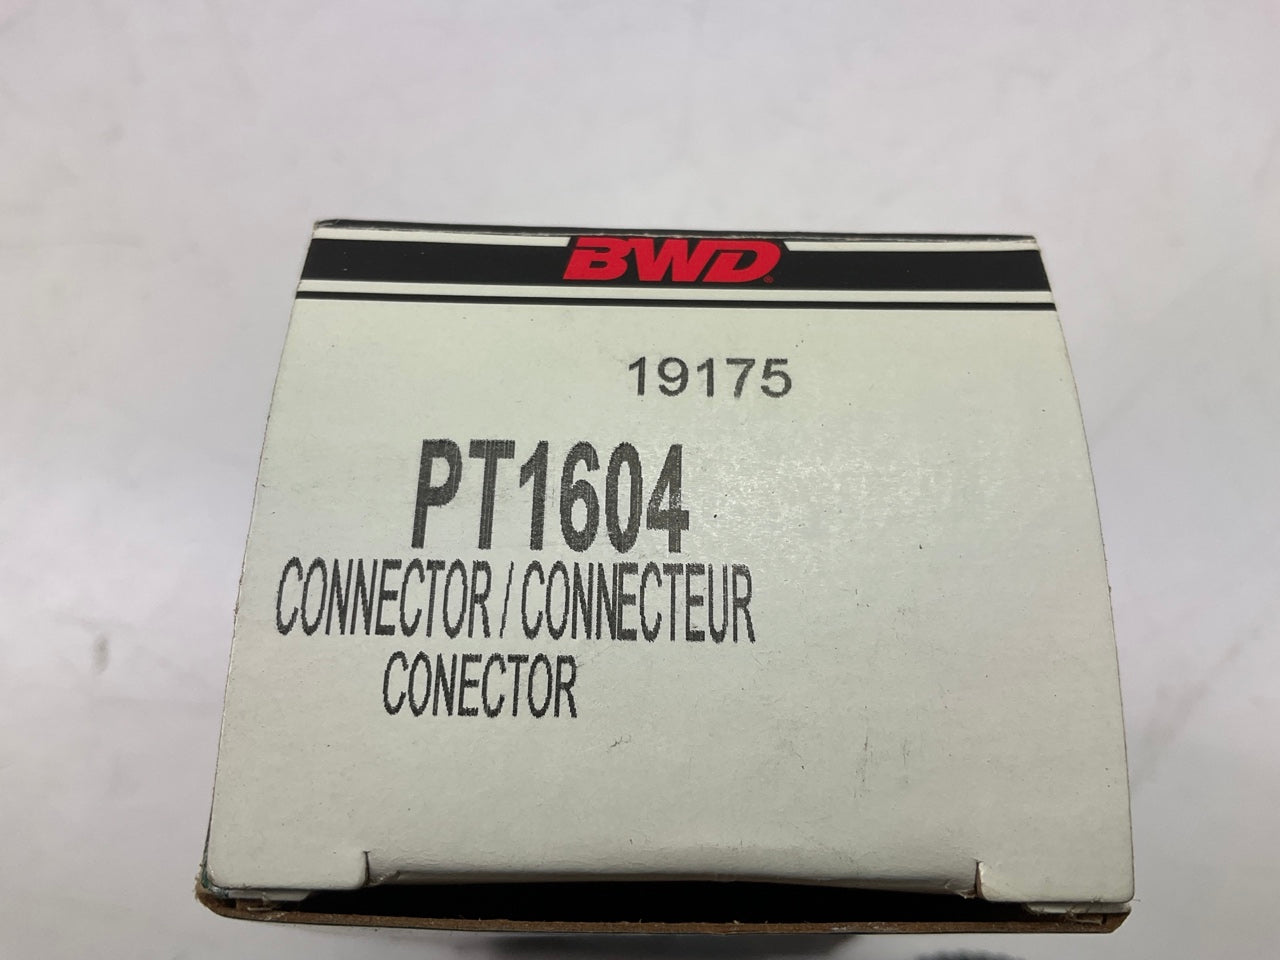 BWD®
19175
PT1604
CONNECTOR / CONNECTEUR
CONECTOR